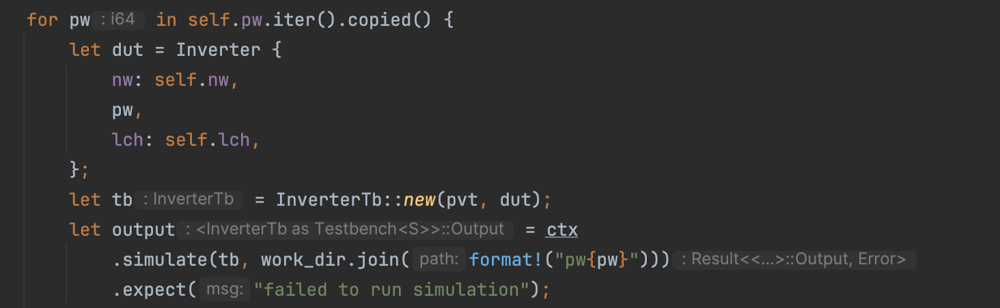 for pw : i64 in self.pw.iter().copied() {
let dut = Inverter {
nw: self.nw,
pw,
lch: self.lch,
};
let tb : InverterTb = InverterTb::new(pvt, dut);
let output : <InverterTb as Testbench<S>>::Output = ctx
.simulate(tb, work_dir.join( path: format!("pw{pw}"))) : Result<<...>::Output, Error>
.expect( msg: "failed to run simulation");